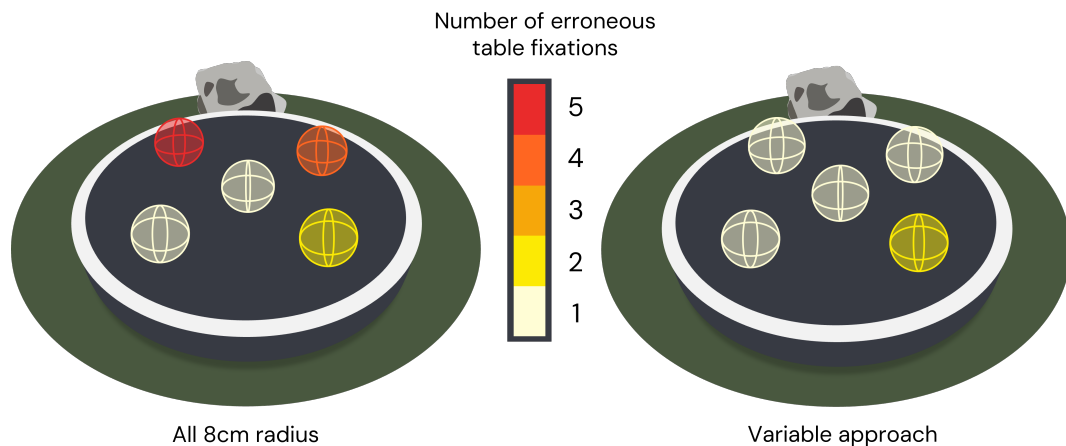 Number of erroneous
table fixations
5
4
3
2
1
All 8cm radius
Variable approach